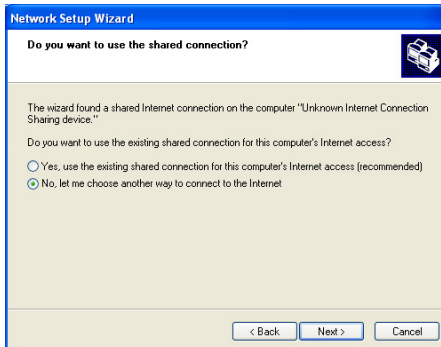 Network Setup Wizard
Do you want to use the shared connection?
The wizard found a shared Internet connection on the computer "Unknown Internet Connection
Sharing device."
Do you want to use the existing shared connection for this computer's Internet access?
Yes, use the existing shared connection for this computer's Internet access (recommended)
No, let me choose another way to connect to the Internet
< Back Next > Cancel